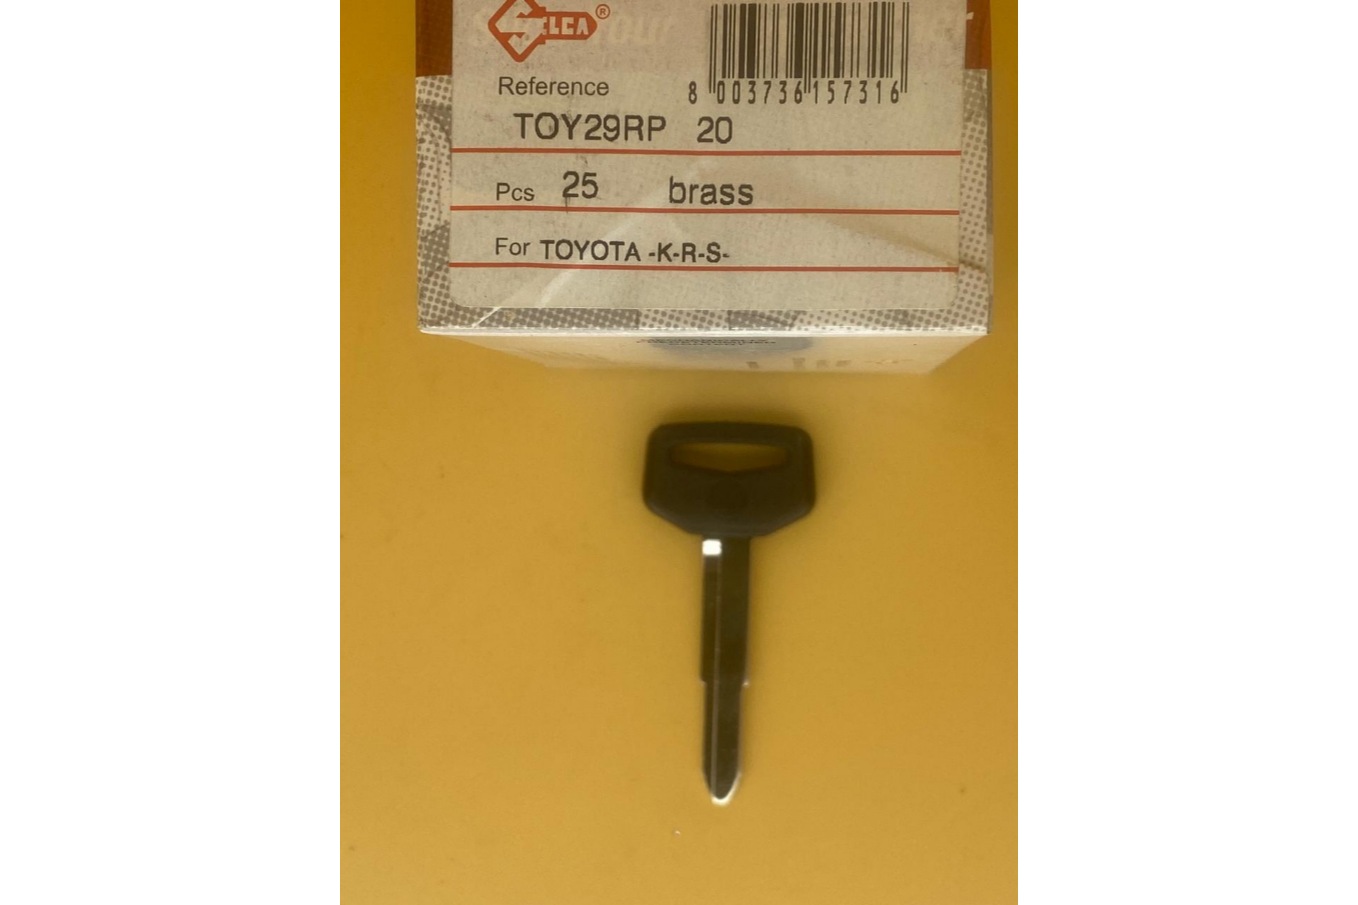 SILCA®
Reference
8 003736 157316
TOY29RP 20
Pcs 25 brass
For TOYOTA -K-R-S-